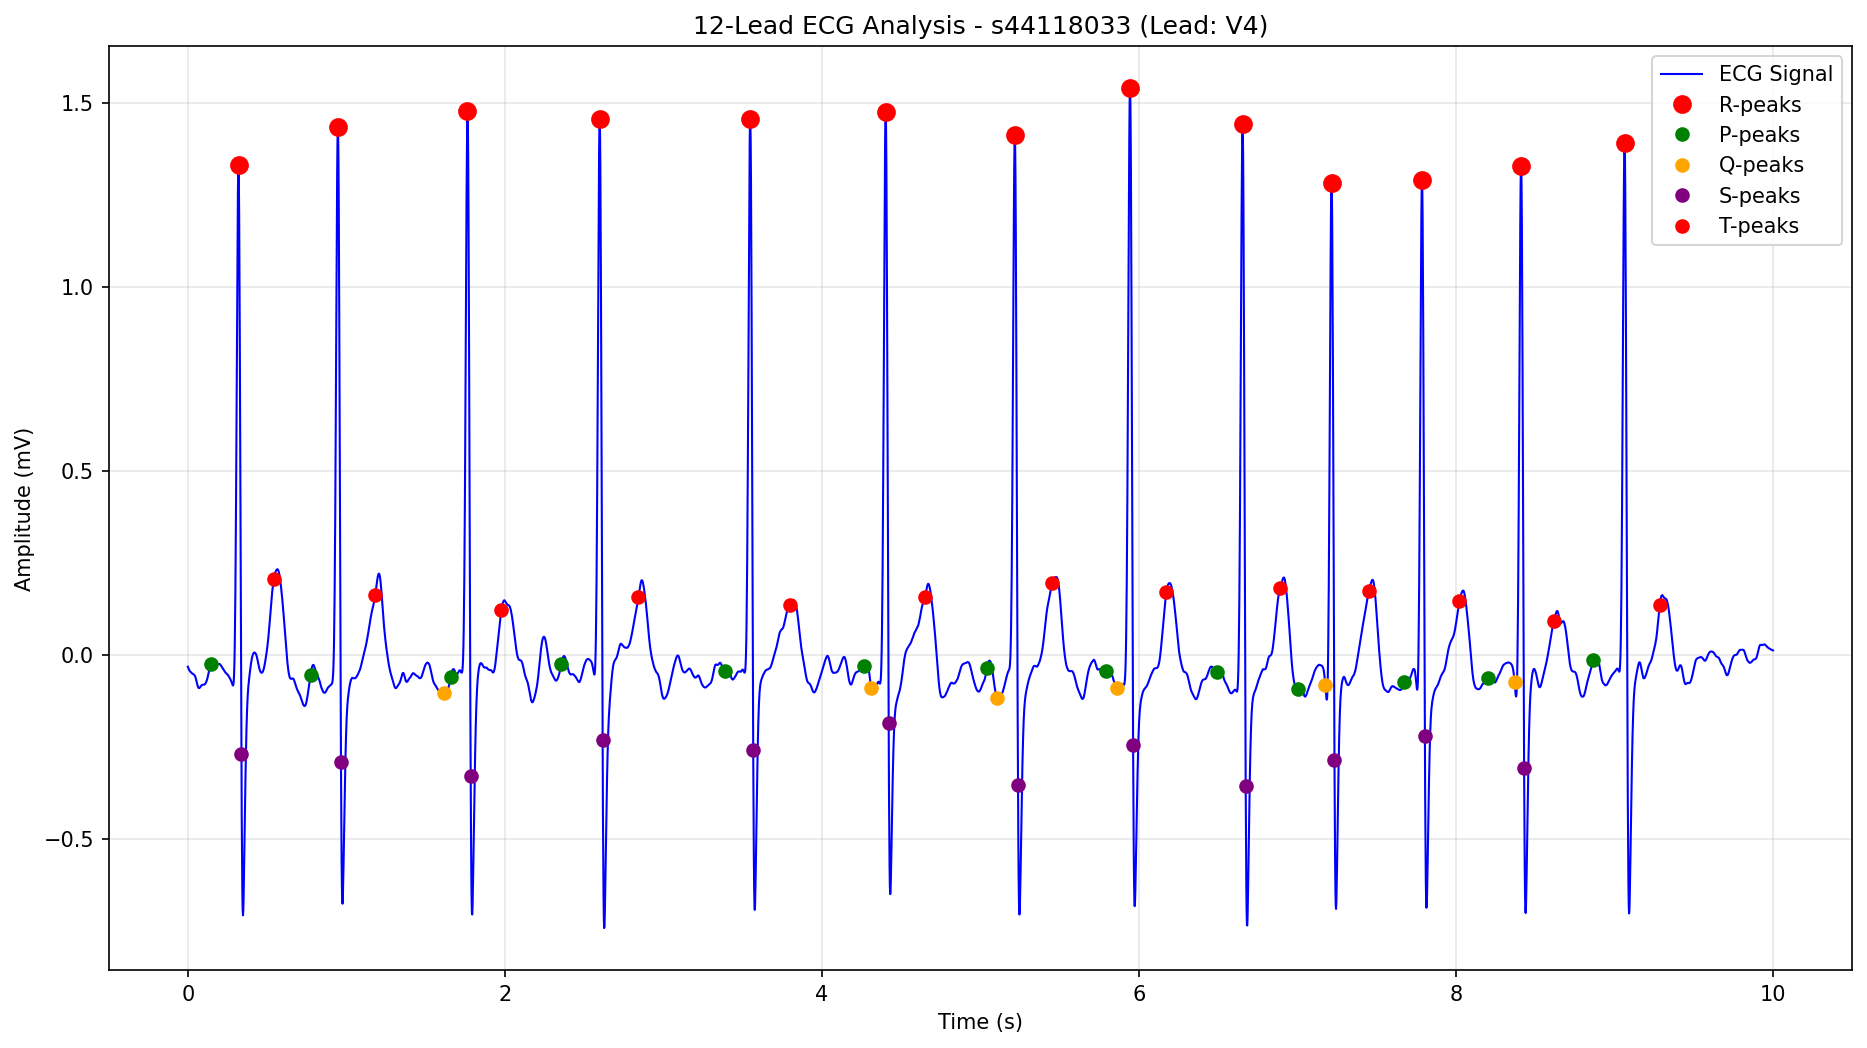 12-Lead ECG Analysis - s44118033 (Lead: V4)
ECG Signal
R-peaks
P-peaks
Q-peaks
S-peaks
T-peaks
1.5
1.0
0.5
0.0
−0.5
Amplitude (mV)
0 2 4 6 8 10
Time (s)